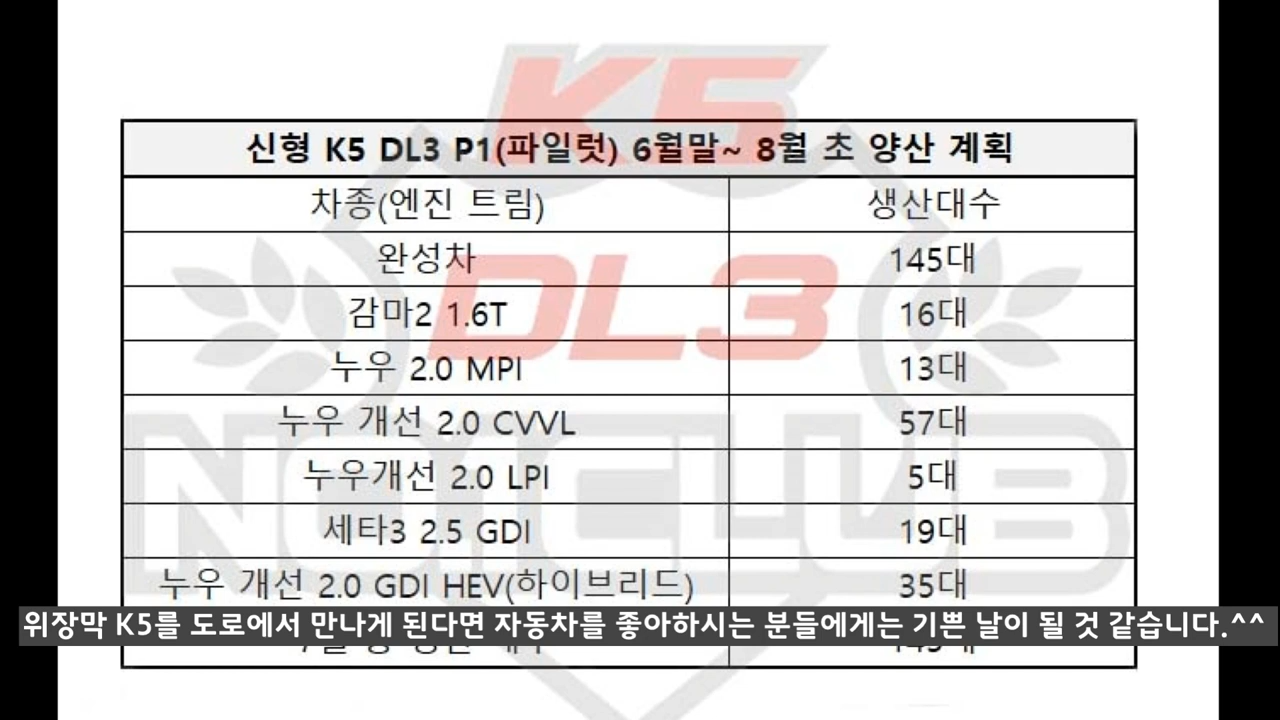 신형 K5 DL3 P1(파일럿) 6월말~ 8월 초 양산 계획
차종(엔진 트림) 생산대수
완성차 145대
감마2 1.6T 16대
누우 2.0 MPI 13대
누우 개선 2.0 CVVL 57대
누우개선 2.0 LPI 5대
세타3 2.5 GDI 19대
누우 개선 2.0 GDI HEV(하이브리드) 35대
위장막 K5를 도로에서 만나게 된다면 자동차를 좋아하시는 분들에게는 기쁜 날이 될 것 같습니다.^^
K5
DL3
NO.1 CLUB